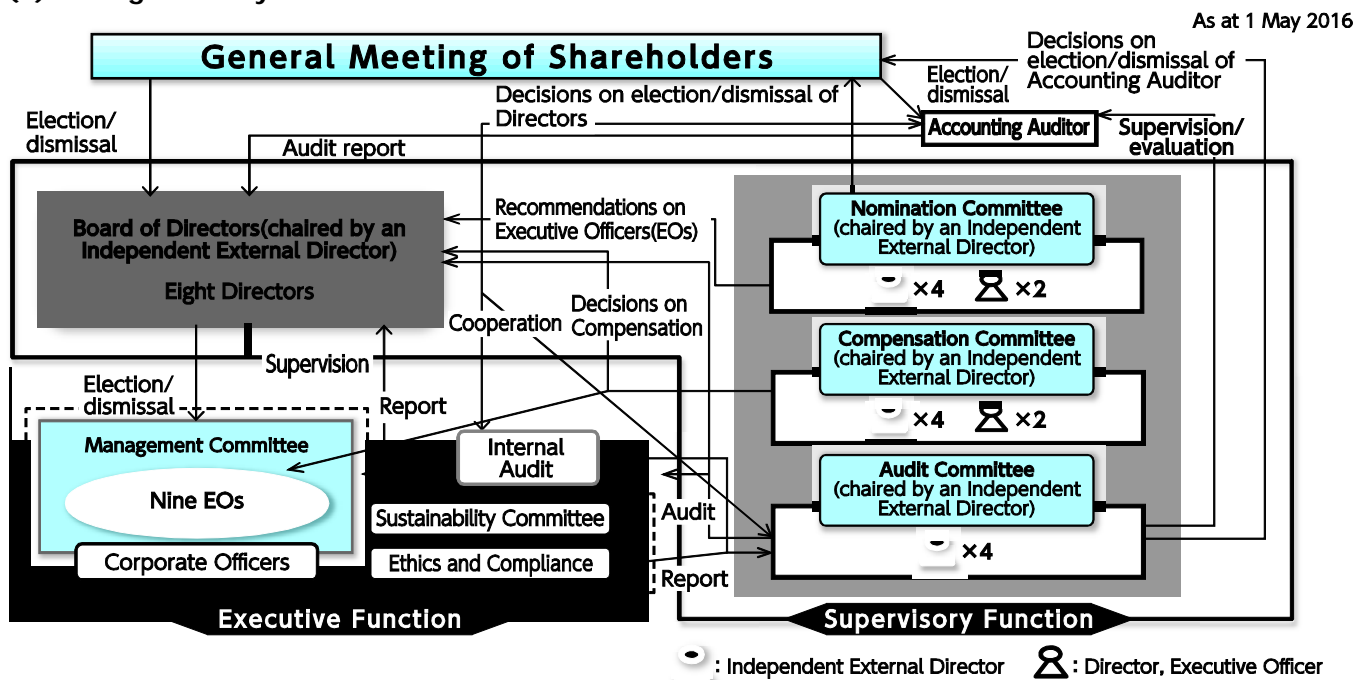 As at 1 May 2016
General Meeting of Shareholders
Decisions on
election/dismissal of
Accounting Auditor
Election/
dismissal
Decisions on election/dismissal of
Directors
Accounting Auditor
Supervision/
evaluation
Election/
dismissal
Audit report
Board of Directors(chaired by an
Independent External Director)
Eight Directors
Recommendations on
Executive Officers(EOs)
Nomination Committee
(chaired by an Independent
External Director)
×4 ×2
Cooperation
Decisions on
Compensation
Compensation Committee
(chaired by an Independent
External Director)
×4 ×2
Supervision
Election/
dismissal
Report
Management Committee
Nine EOs
Corporate Officers
Internal
Audit
Sustainability Committee
Ethics and Compliance
Audit
Report
Audit Committee
(chaired by an Independent
External Director)
×4
Executive Function
Supervisory Function
: Independent External Director
: Director, Executive Officer